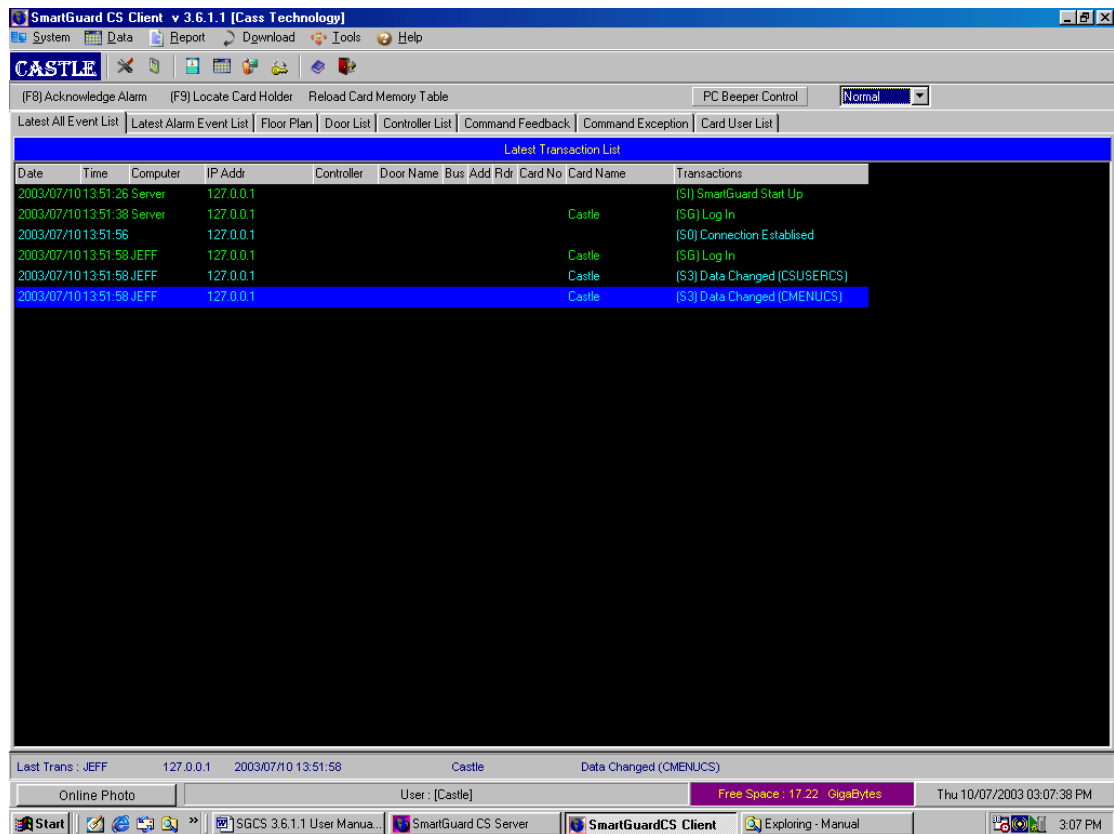 SmartGuard CS Client v 3.6.1.1 [Cass Technology]
System Data Report Download Tools Help
CASTLE
(F8) Acknowledge Alarm (F9) Locate Card Holder Reload Card Memory Table PC Beeper Control Normal
Latest All Event List Latest Alarm Event List Floor Plan Door List Controller List Command Feedback Command Exception Card User List
Latest Transaction List
Date Time Computer IP Addr Controller Door Name Bus Add Rdr Card No Card Name Transactions
2003/07/10 13:51:26 Server 127.0.0.1 (SI) SmartGuard Start Up
2003/07/10 13:51:38 Server 127.0.0.1 Castle (SG) Log In
2003/07/10 13:51:56 127.0.0.1 (S0) Connection Establised
2003/07/10 13:51:58 JEFF 127.0.0.1 Castle (SG) Log In
2003/07/10 13:51:58 JEFF 127.0.0.1 Castle (S3) Data Changed (CSUSERCS)
2003/07/10 13:51:58 JEFF 127.0.0.1 Castle (S3) Data Changed (CMENUCS)
Last Trans : JEFF 127.0.0.1 2003/07/10 13:51:58 Castle Data Changed (CMENUCS)
Online Photo User : [Castle] Free Space : 17.22 GigaBytes Thu 10/07/2003 03:07:38 PM
Start » SGCS 3.6.1.1 User Manua... SmartGuard CS Server SmartGuardCS Client Exploring - Manual 3:07 PM